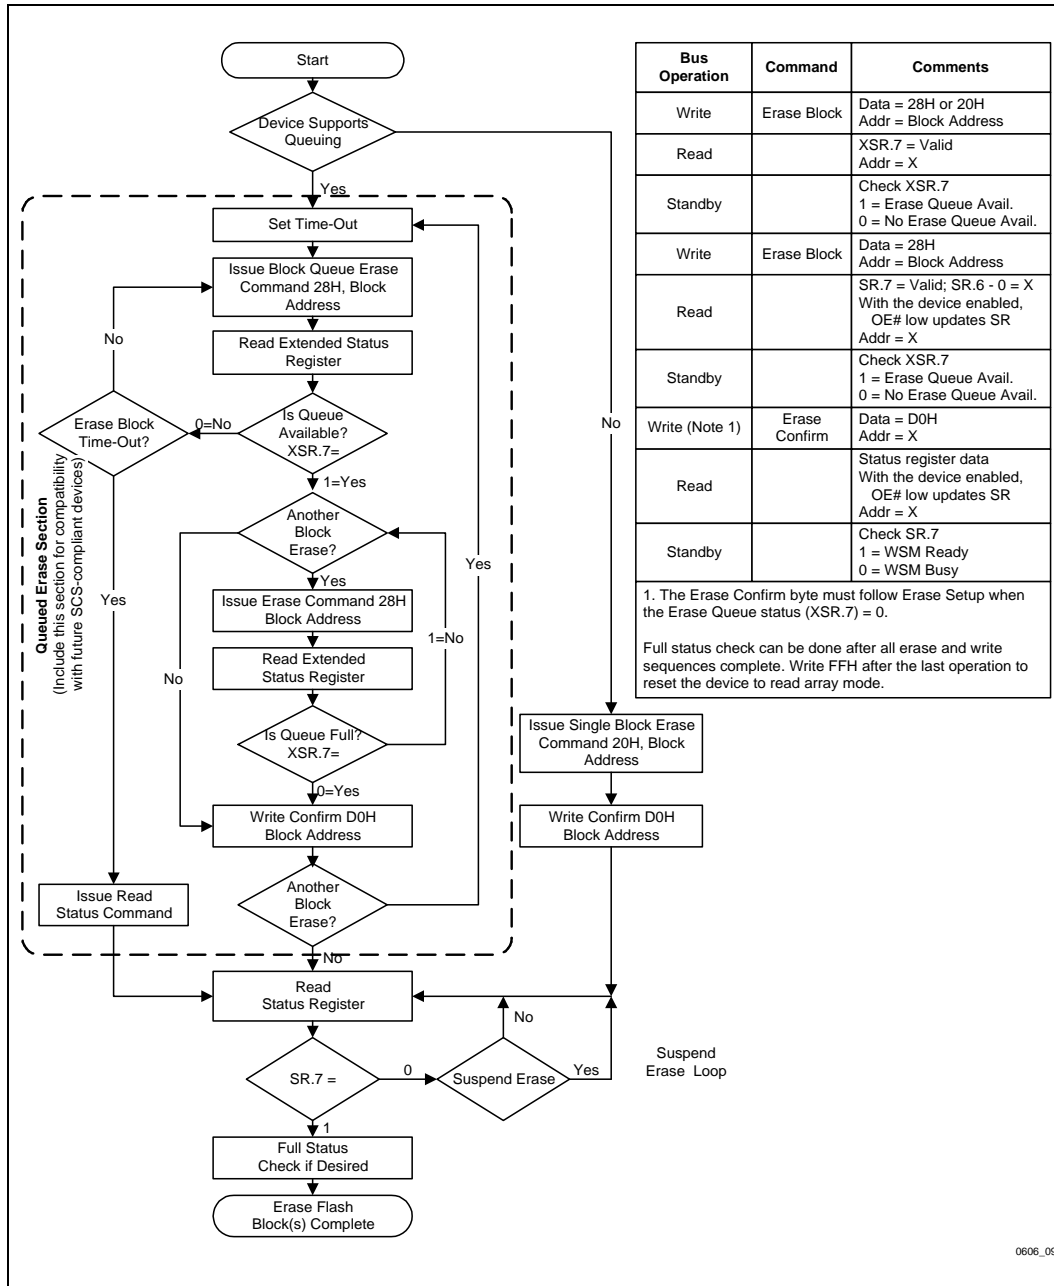 Start
Device Supports
Queuing
Yes
No
Set Time-Out
Issue Block Queue Erase
Command 28H, Block
Address
No
Read Extended Status
Register
Erase Block
Time-Out?
0=No
Is Queue
Available?
XSR.7=
1=Yes
Another
Block
Erase?
Yes
Yes
Yes
Issue Erase Command 28H
Block Address
1=No
Read Extended
Status Register
No
Is Queue Full?
XSR.7=
0=Yes
Write Confirm D0H
Block Address
Issue Read
Status Command
Another
Block
Erase?
No
Queued Erase Section
(Include this section for compatibility
with future SCS-compliant devices)
Issue Single Block Erase
Command 20H, Block
Address
Write Confirm D0H
Block Address
Read
Status Register
No
SR.7 =
0
Suspend Erase
Yes
Suspend
Erase Loop
1
Full Status
Check if Desired
Erase Flash
Block(s) Complete
Bus
Operation
Command
Comments
Write
Erase Block
Data = 28H or 20H
Addr = Block Address
Read
XSR.7 = Valid
Addr = X
Standby
Check XSR.7
1 = Erase Queue Avail.
0 = No Erase Queue Avail.
Write
Erase Block
Data = 28H
Addr = Block Address
Read
SR.7 = Valid; SR.6 - 0 = X
With the device enabled,
OE# low updates SR
Addr = X
Standby
Check XSR.7
1 = Erase Queue Avail.
0 = No Erase Queue Avail.
Write (Note 1)
Erase
Confirm
Data = D0H
Addr = X
Read
Status register data
With the device enabled,
OE# low updates SR
Addr = X
Standby
Check SR.7
1 = WSM Ready
0 = WSM Busy
1. The Erase Confirm byte must follow Erase Setup when
the Erase Queue status (XSR.7) = 0.
Full status check can be done after all erase and write
sequences complete. Write FFH after the last operation to
reset the device to read array mode.
0606_09